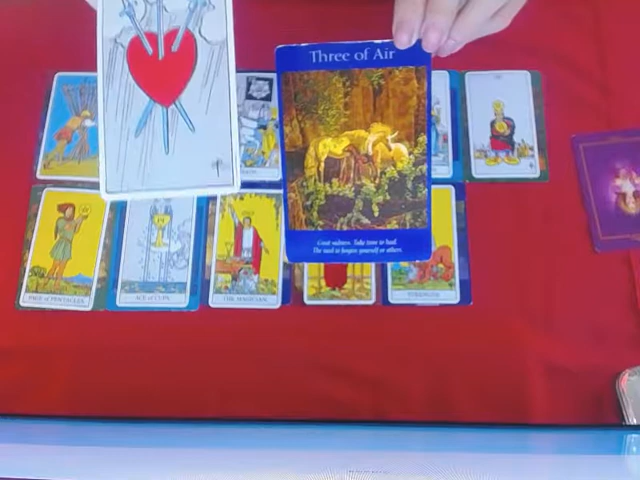 Three of Air
Great sadness. Take time to heal.
The need to forgive yourself or others.
PAGE of PENTACLES
ACE of CUPS
THE MAGICIAN
STRENGTH